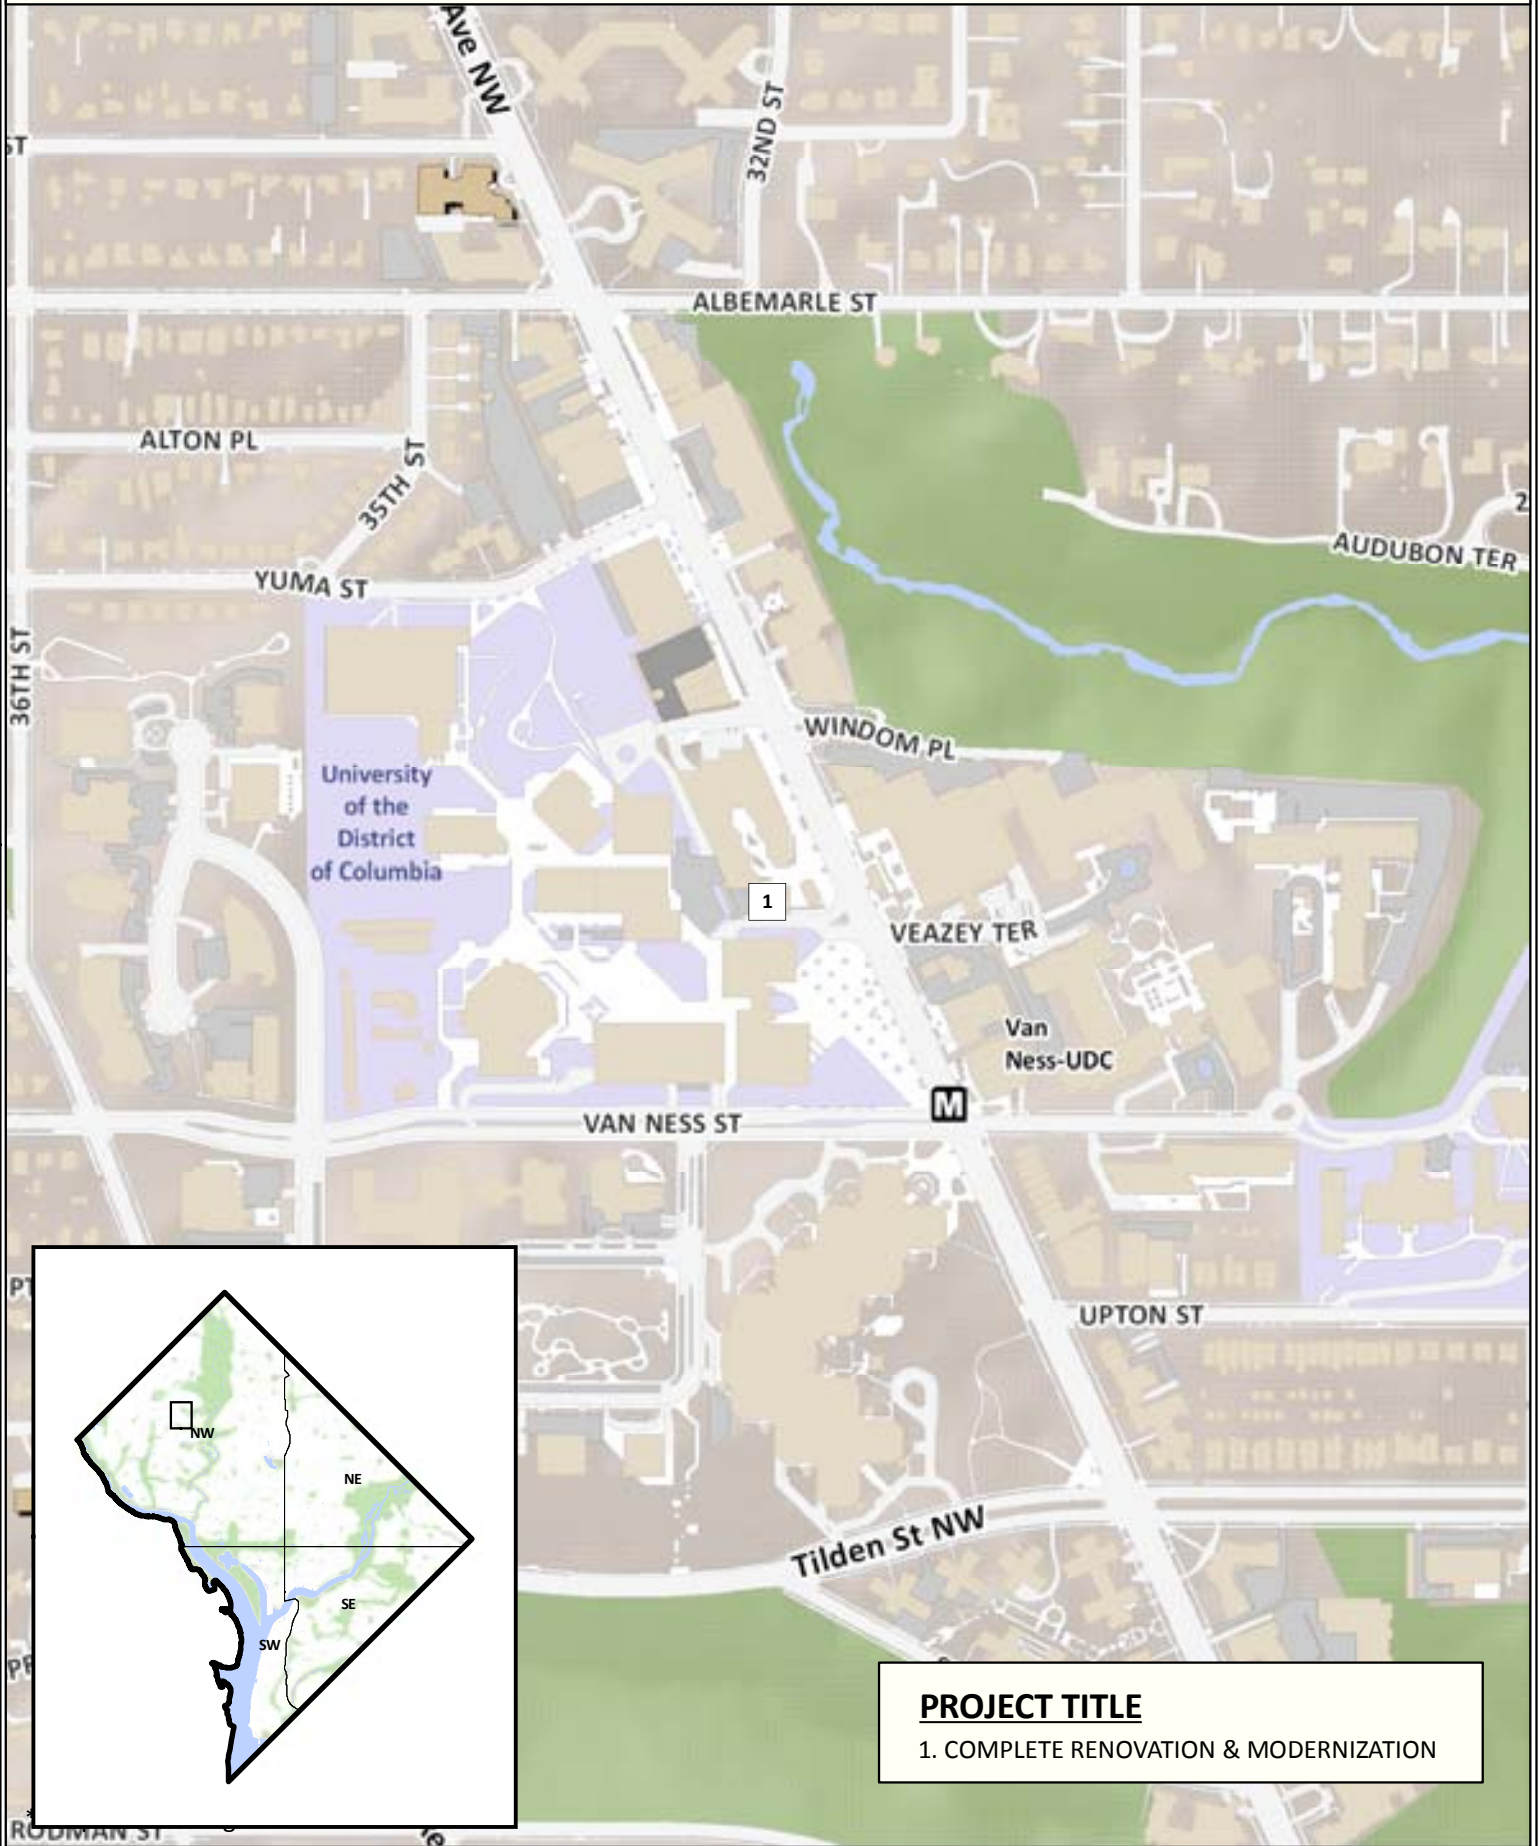 Ave NW
32ND ST
ST
ALBEMARLE ST
ALTON PL
35TH ST
2
AUDUBON TER
YUMA ST
36TH ST
WINDOM PL
University
of the
District
of Columbia
1
VEAZEY TER
Van
Ness-UDC
M
VAN NESS ST
UPTON ST
NW
NE
Tilden St NW
SE
SW
PROJECT TITLE
1. COMPLETE RENOVATION & MODERNIZATION
RODMAN ST